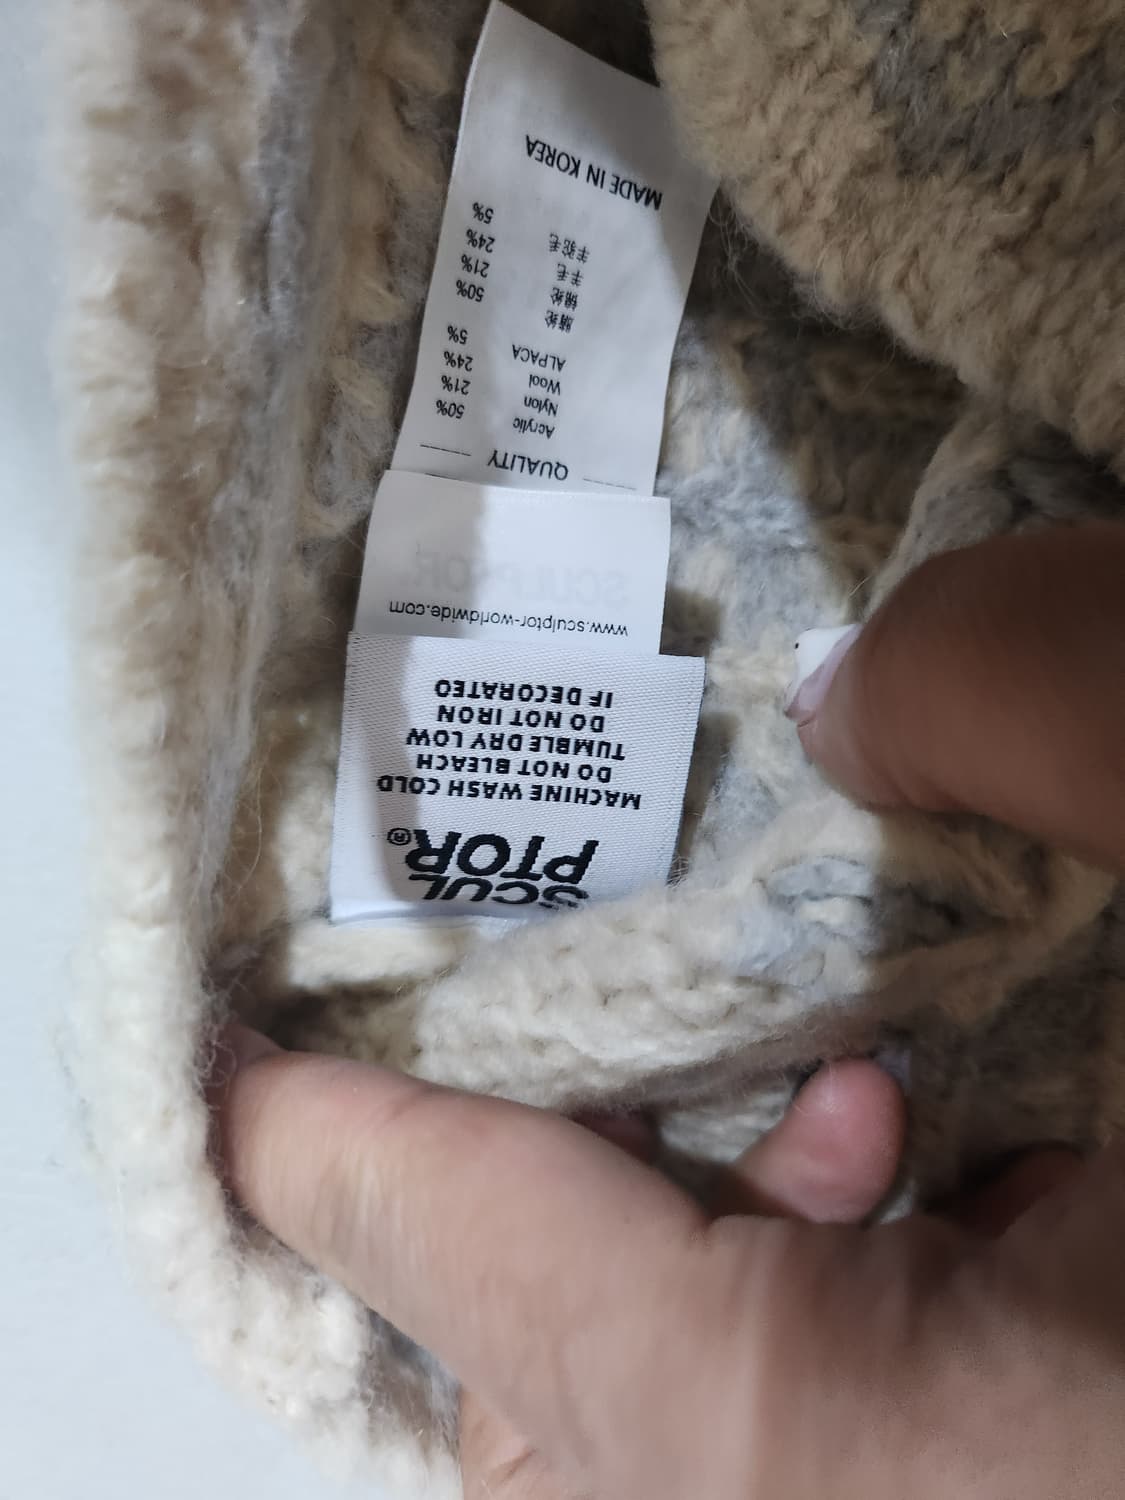 SCUL
PTOR®
MACHINE WASH COLD
DO NOT BLEACH
TUMBLE DRY LOW
DO NOT IRON
IF DECORATED
www.sculptor-worldwide.com
SCULPTOR
QUALITY
Acrylic 50%
Nylon 21%
Wool 24%
ALPACA 5%
腈纶 50%
锦纶 21%
羊毛 24%
羊驼毛 5%
MADE IN KOREA